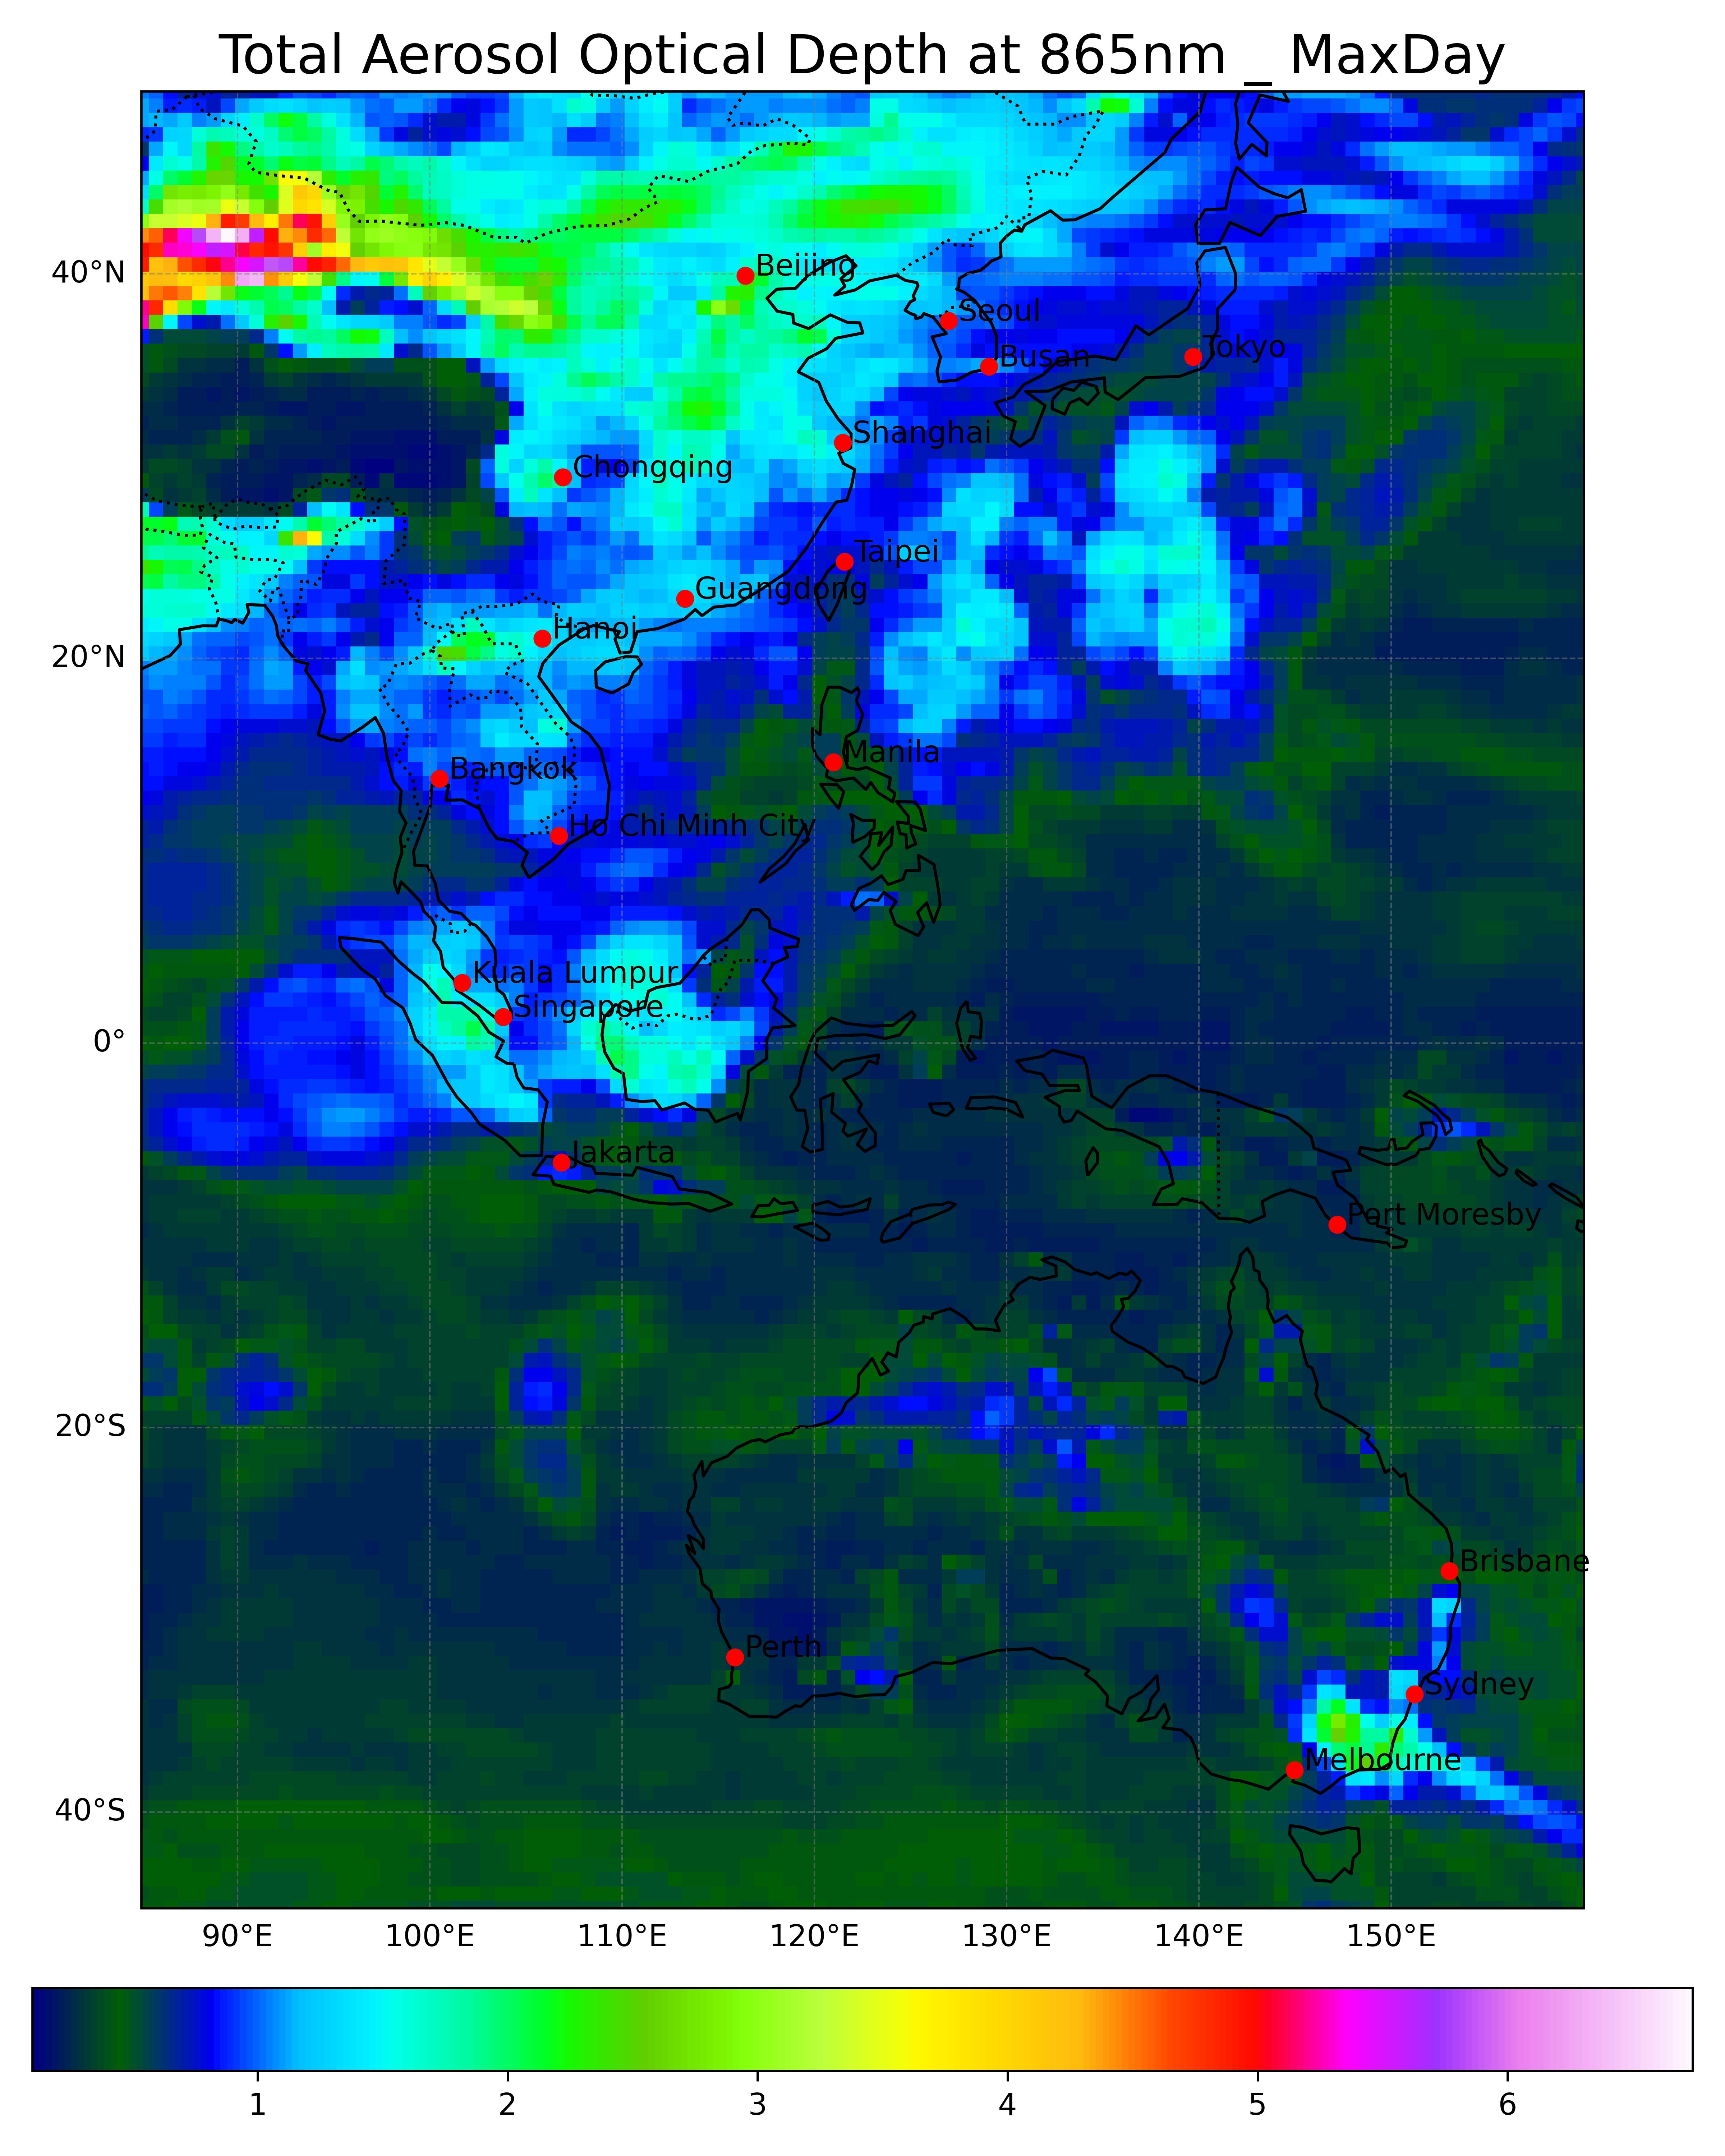 Total Aerosol Optical Depth at 865nm _ MaxDay
40°N
20°N
0°
20°S
40°S
Beijing
Seoul
Tokyo
Busan
Shanghai
Chongqing
Taipei
Guangdong
Hanoi
Manila
Bangkok
Ho Chi Minh City
Kuala Lumpur
Singapore
Jakarta
Port Moresby
Brisbane
Perth
Sydney
Melbourne
90°E 100°E 110°E 120°E 130°E 140°E 150°E
1 2 3 4 5 6